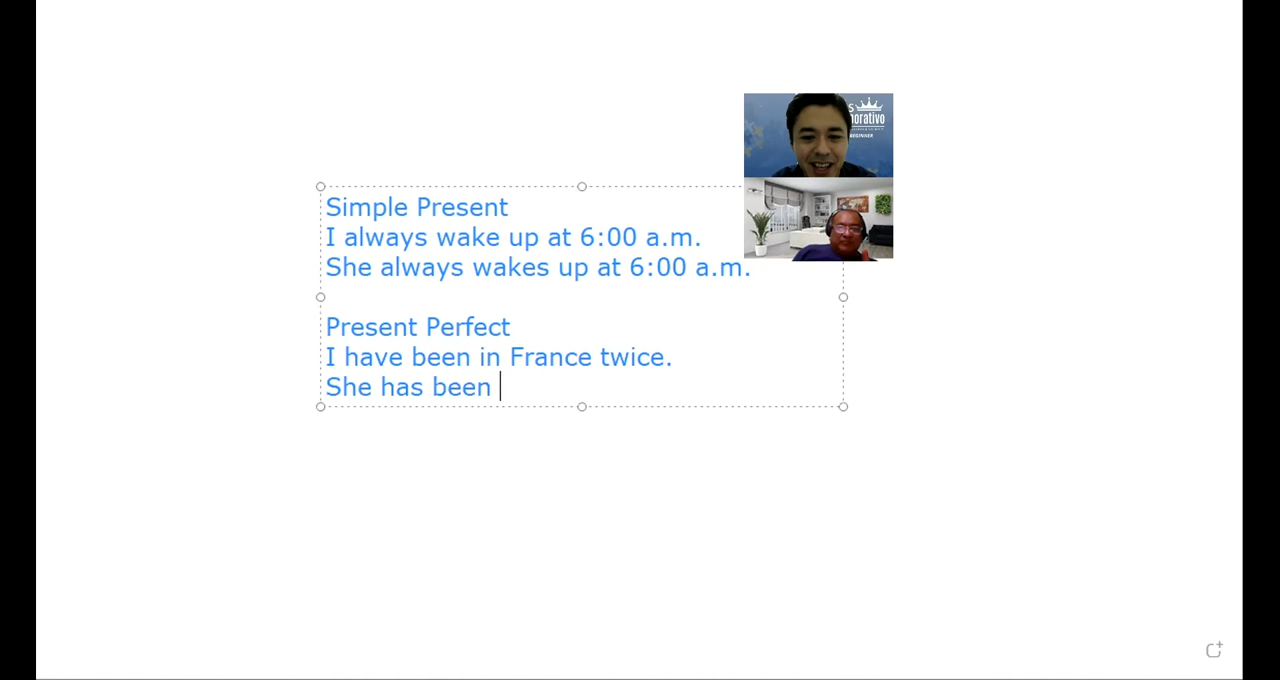 Simple Present
I always wake up at 6:00 a.m.
She always wakes up at 6:00 a.m.
Present Perfect
I have been in France twice.
She has been
BEGINNER